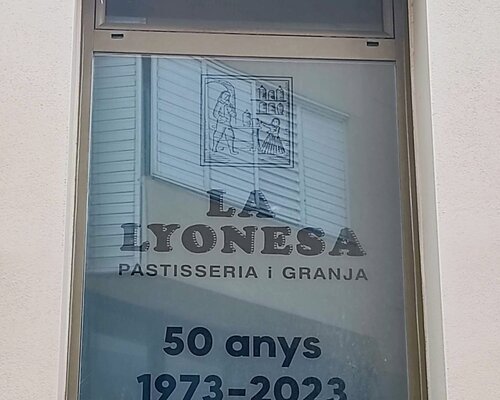 LA
LYONESA
PASTISSERIA i GRANJA
50 anys
1973-2023